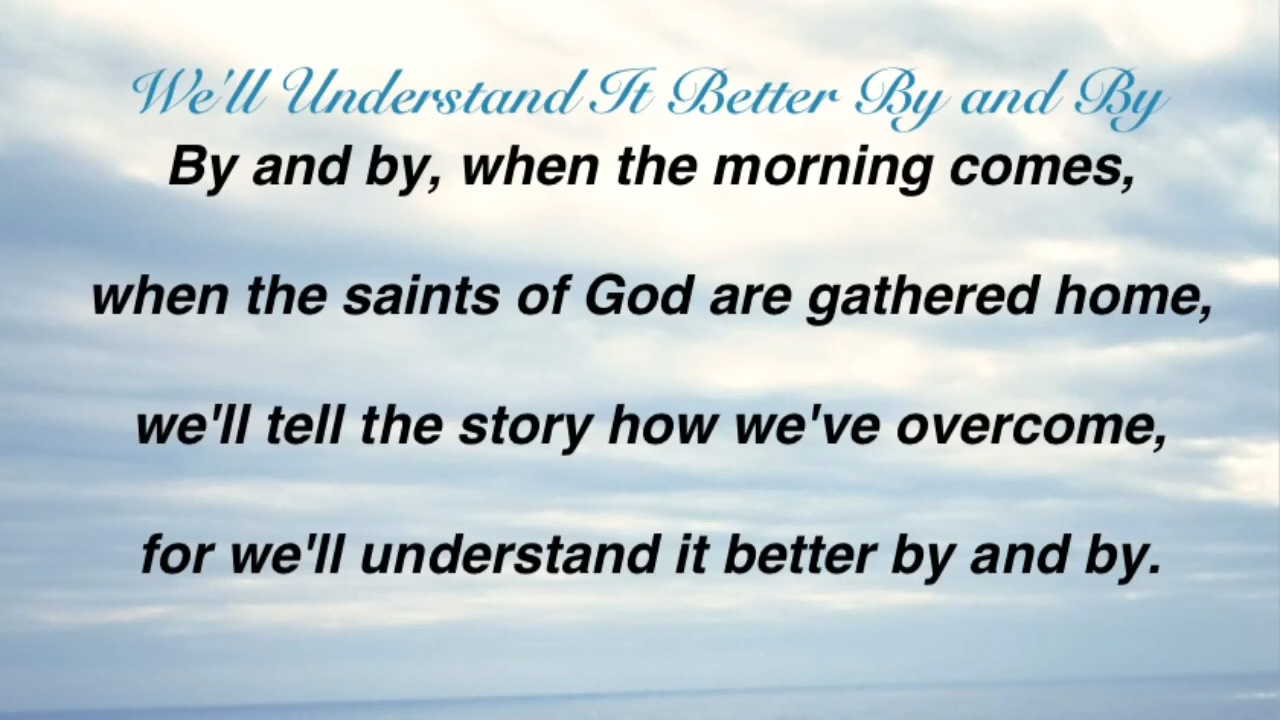 We'll Understand It Better By and By
By and by, when the morning comes,
when the saints of God are gathered home,
we'll tell the story how we've overcome,
for we'll understand it better by and by.